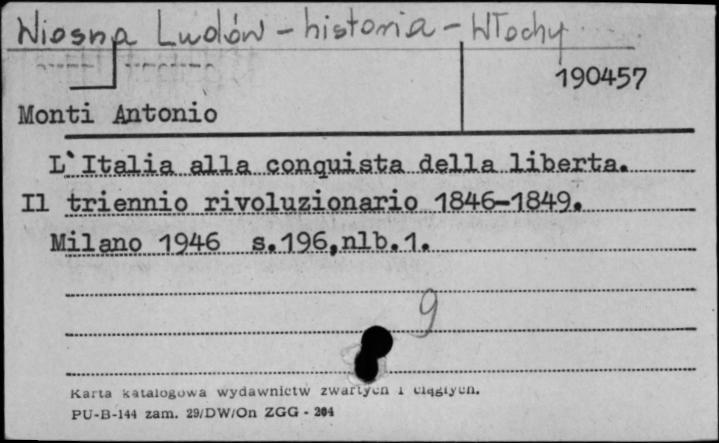 Wiosna Ludów - historia - Włochy
190457
Monti Antonio
L`Italia alla conquista della liberta.
Il triennio rivoluzionario 1846-1849.
Milano 1946 s.196,nlb.1.
9
Karta katalogowa wydawnictw zwartych i ciągłych.
PU-B-144 zam. 29/DW/On ZGG - 204